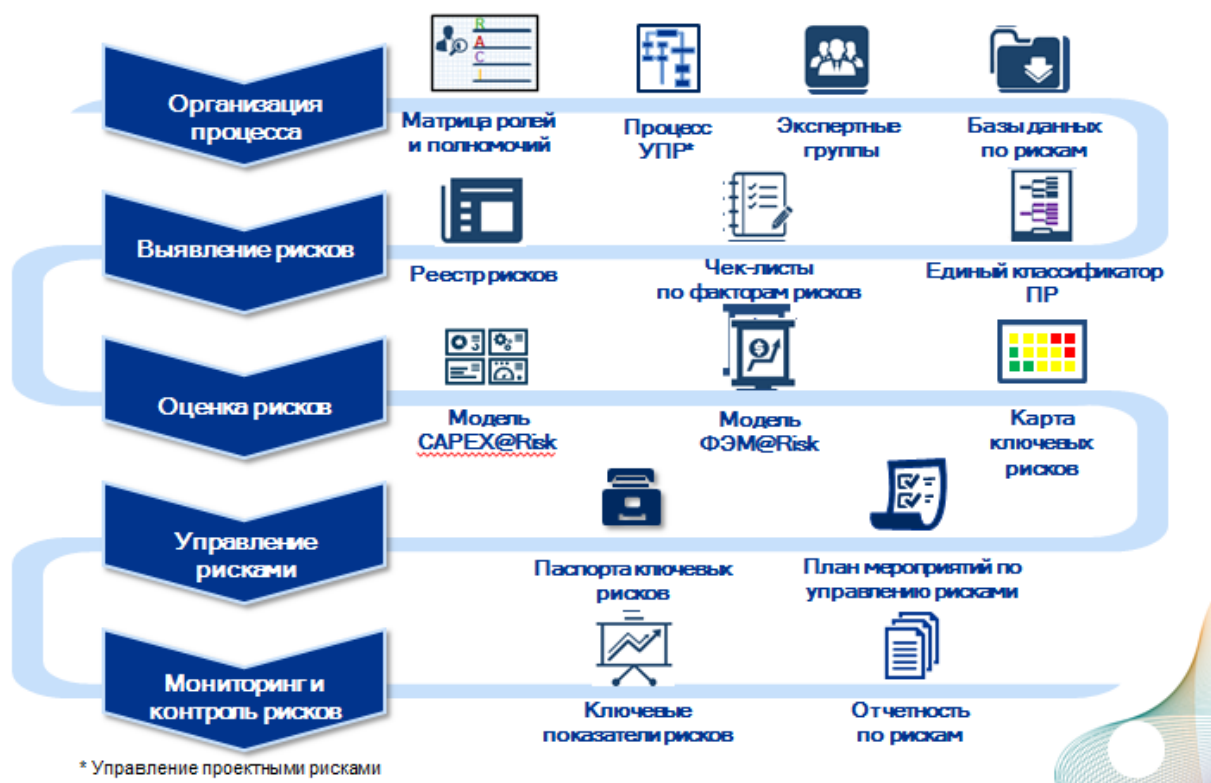 R
A
C
I
Организация
процесса
Матрица ролей
и полномочий
Процесс
УПР*
Экспертные
группы
Базы данных
по рискам
Выявление рисков
Реестр рисков
Чек-листы
по факторам рисков
Единый классификатор
ПР
Оценка рисков
Модель
CAPEX@Risk
Модель
ФЭМ@Risk
Карта
ключевых
рисков
Управление
рисками
Паспорта ключевых
рисков
План мероприятий по
управлению рисками
Мониторинг и
контроль рисков
Ключевые
показатели рисков
Отчетность
по рискам
* Управление проектными рисками